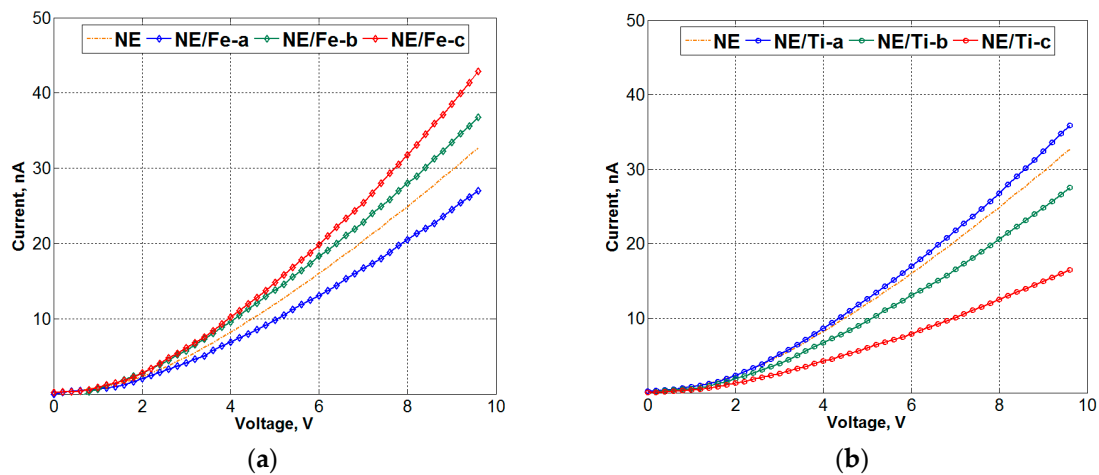 50
NE NE/Fe-a NE/Fe-b NE/Fe-c
40
30
20
10
0 2 4 6 8 10
Current, nA
Voltage, V
(a)
50
NE NE/Ti-a NE/Ti-b NE/Ti-c
40
30
20
10
0 2 4 6 8 10
Current, nA
Voltage, V
(b)